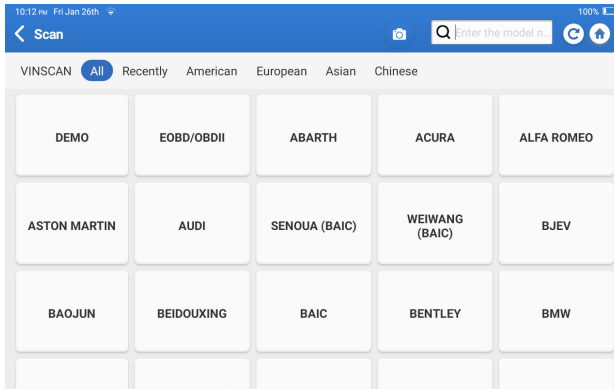 10:12 PM Fri Jan 26th 100%
Scan Enter the model n...
VINSCAN All Recently American European Asian Chinese
DEMO EOBD/OBDII ABARTH ACURA ALFA ROMEO
ASTON MARTIN AUDI SENOUA (BAIC) WEIWANG
(BAIC) BJEV
BAOJUN BEIDOUXING BAIC BENTLEY BMW